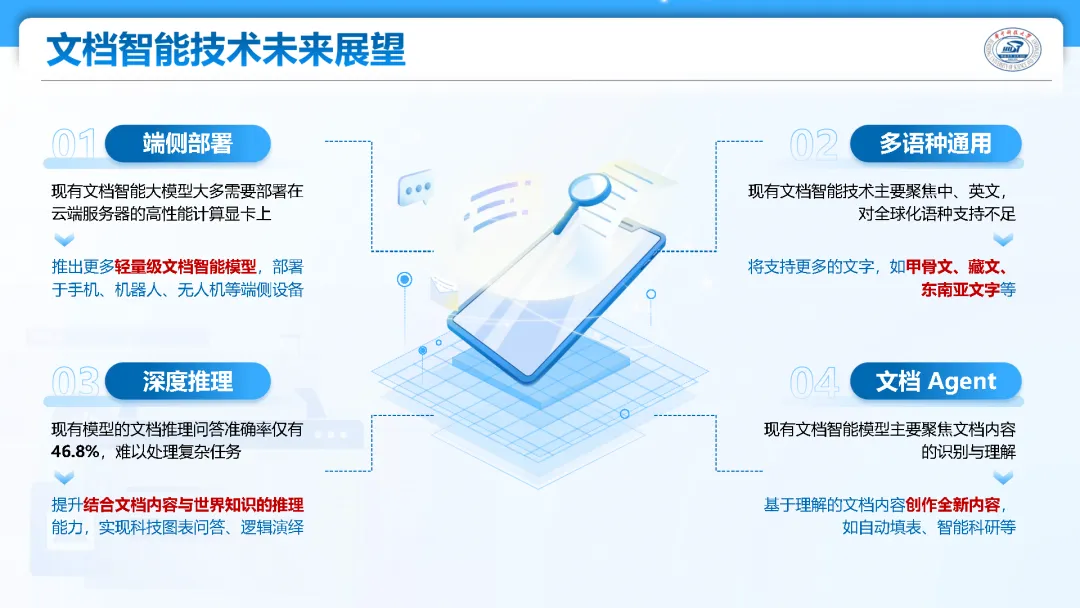 文档智能技术未来展望
01 端侧部署
现有文档智能大模型大多需要部署在
云端服务器的高性能计算显卡上
推出更多轻量级文档智能模型，部署
于手机、机器人、无人机等端侧设备
02 多语种通用
现有文档智能技术主要聚焦中、英文，
对全球化语种支持不足
将支持更多的文字，如甲骨文、藏文、
东南亚文字等
03 深度推理
现有模型的文档推理问答准确率仅有
46.8%，难以处理复杂任务
提升结合文档内容与世界知识的推理
能力，实现科技图表问答、逻辑演绎
04 文档 Agent
现有文档智能模型主要聚焦文档内容
的识别与理解
基于理解的文档内容创作全新内容，
如自动填表、智能科研等